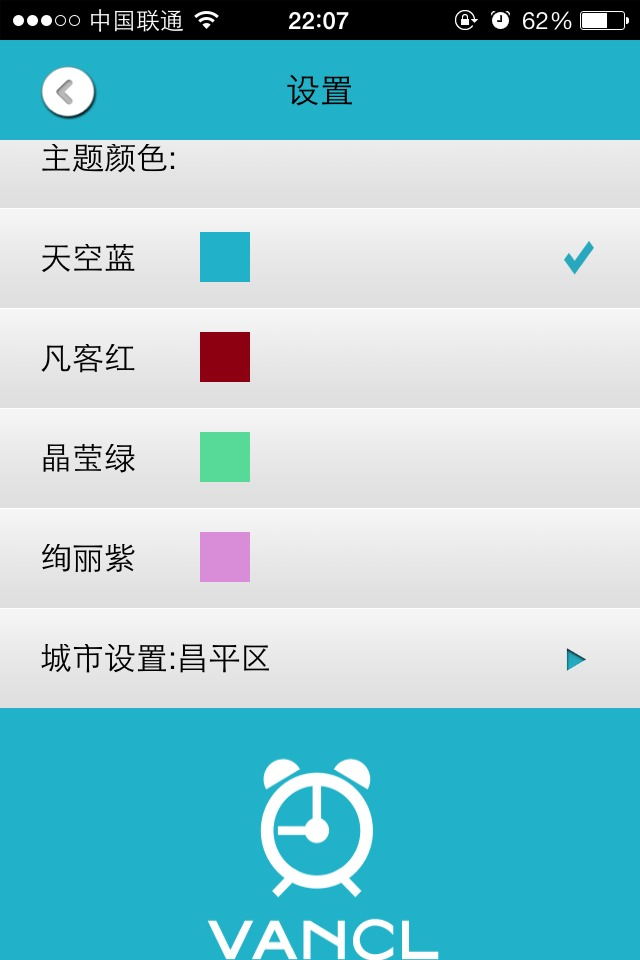 中国联通 22:07 62%
设置
主题颜色:
天空蓝
凡客红
晶莹绿
绚丽紫
城市设置:昌平区
VANCL